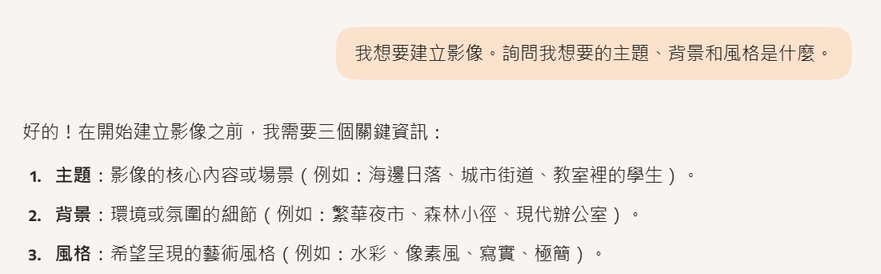 我想要建立影像。詢問我想要的主題、背景和風格是什麼。
好的！在開始建立影像之前，我需要三個關鍵資訊：
1. 主題：影像的核心內容或場景（例如：海邊日落、城市街道、教室裡的學生）。
2. 背景：環境或氛圍的細節（例如：繁華夜市、森林小徑、現代辦公室）。
3. 風格：希望呈現的藝術風格（例如：水彩、像素風、寫實、極簡）。